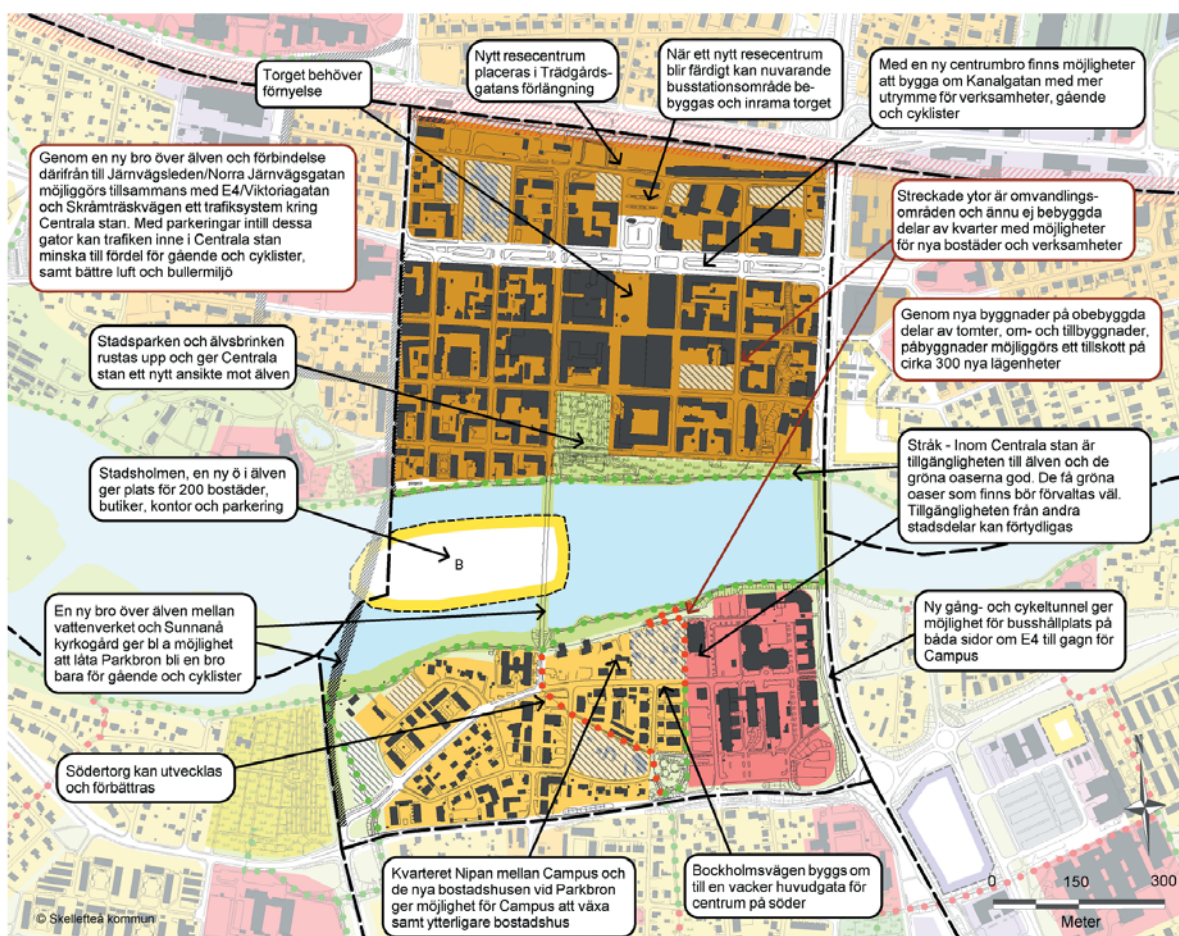 Torget behöver
förnyelse
Nytt resecentrum
placeras i Trädgårds-
gatans förlängning
När ett nytt resecentrum
blir färdigt kan nuvarande
busstationsområde be-
byggas och inrama torget
Med en ny centrumbro finns möjligheter
att bygga om Kanalgatan med mer
utrymme för verksamheter, gående
och cyklister
Genom en ny bro över älven och förbindelse
därifrån till Järnvägsleden/Norra Järnvägsgatan
möjliggörs tillsammans med E4/Viktoriagatan
och Skråmträskvägen ett trafiksystem kring
Centrala stan. Med parkeringar intill dessa
gator kan trafiken inne i Centrala stan
minska till fördel för gående och cyklister,
samt bättre luft och bullermiljö
Streckade ytor är omvandlings-
områden och ännu ej bebyggda
delar av kvarter med möjligheter
för nya bostäder och verksamheter
Genom nya byggnader på obebyggda
delar av tomter, om- och tillbyggnader,
påbyggnader möjliggörs ett tillskott på
cirka 300 nya lägenheter
Stadsparken och älvsbrinken
rustas upp och ger Centrala
stan ett nytt ansikte mot älven
Stadsholmen, en ny ö i älven
ger plats för 200 bostäder,
butiker, kontor och parkering
B
Stråk - Inom Centrala stan är
tillgängligheten till älven och de
gröna oaserna god. De få gröna
oaser som finns bör förvaltas väl.
Tillgängligheten från andra
stadsdelar kan förtydligas
En ny bro över älven mellan
vattenverket och Sunnanå
kyrkogård ger bl a möjlighet
att låta Parkbron bli en bro
bara för gående och cyklister
Ny gång- och cykeltunnel ger
möjlighet för busshållplats på
båda sidor om E4 till gagn för
Campus
Södertorg kan utvecklas
och förbättras
Kvarteret Nipan mellan Campus och
de nya bostadshusen vid Parkbron
ger möjlighet för Campus att växa
samt ytterligare bostadshus
Bockholmsvägen byggs om
till en vacker huvudgata för
centrum på söder
0 150 300
Meter
© Skellefteå kommun